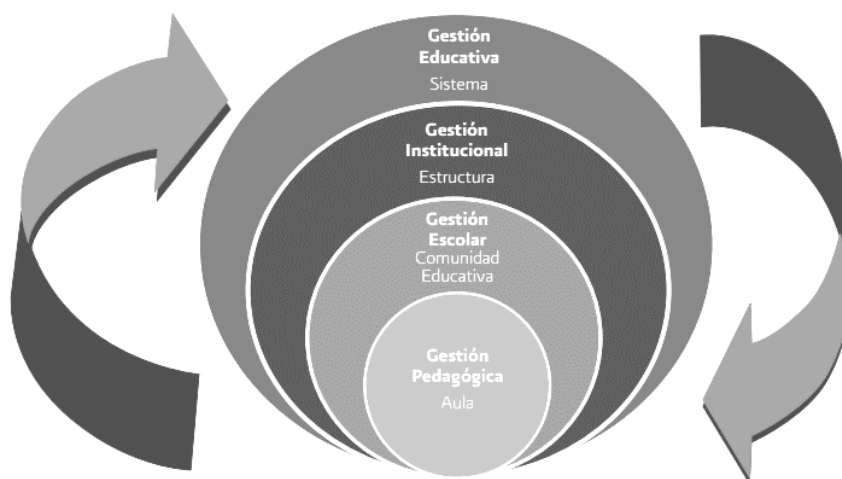 Gestión
Educativa
Sistema
Gestión
Institucional
Estructura
Gestión
Escolar
Comunidad
Educativa
Gestión
Pedagógica
Aula